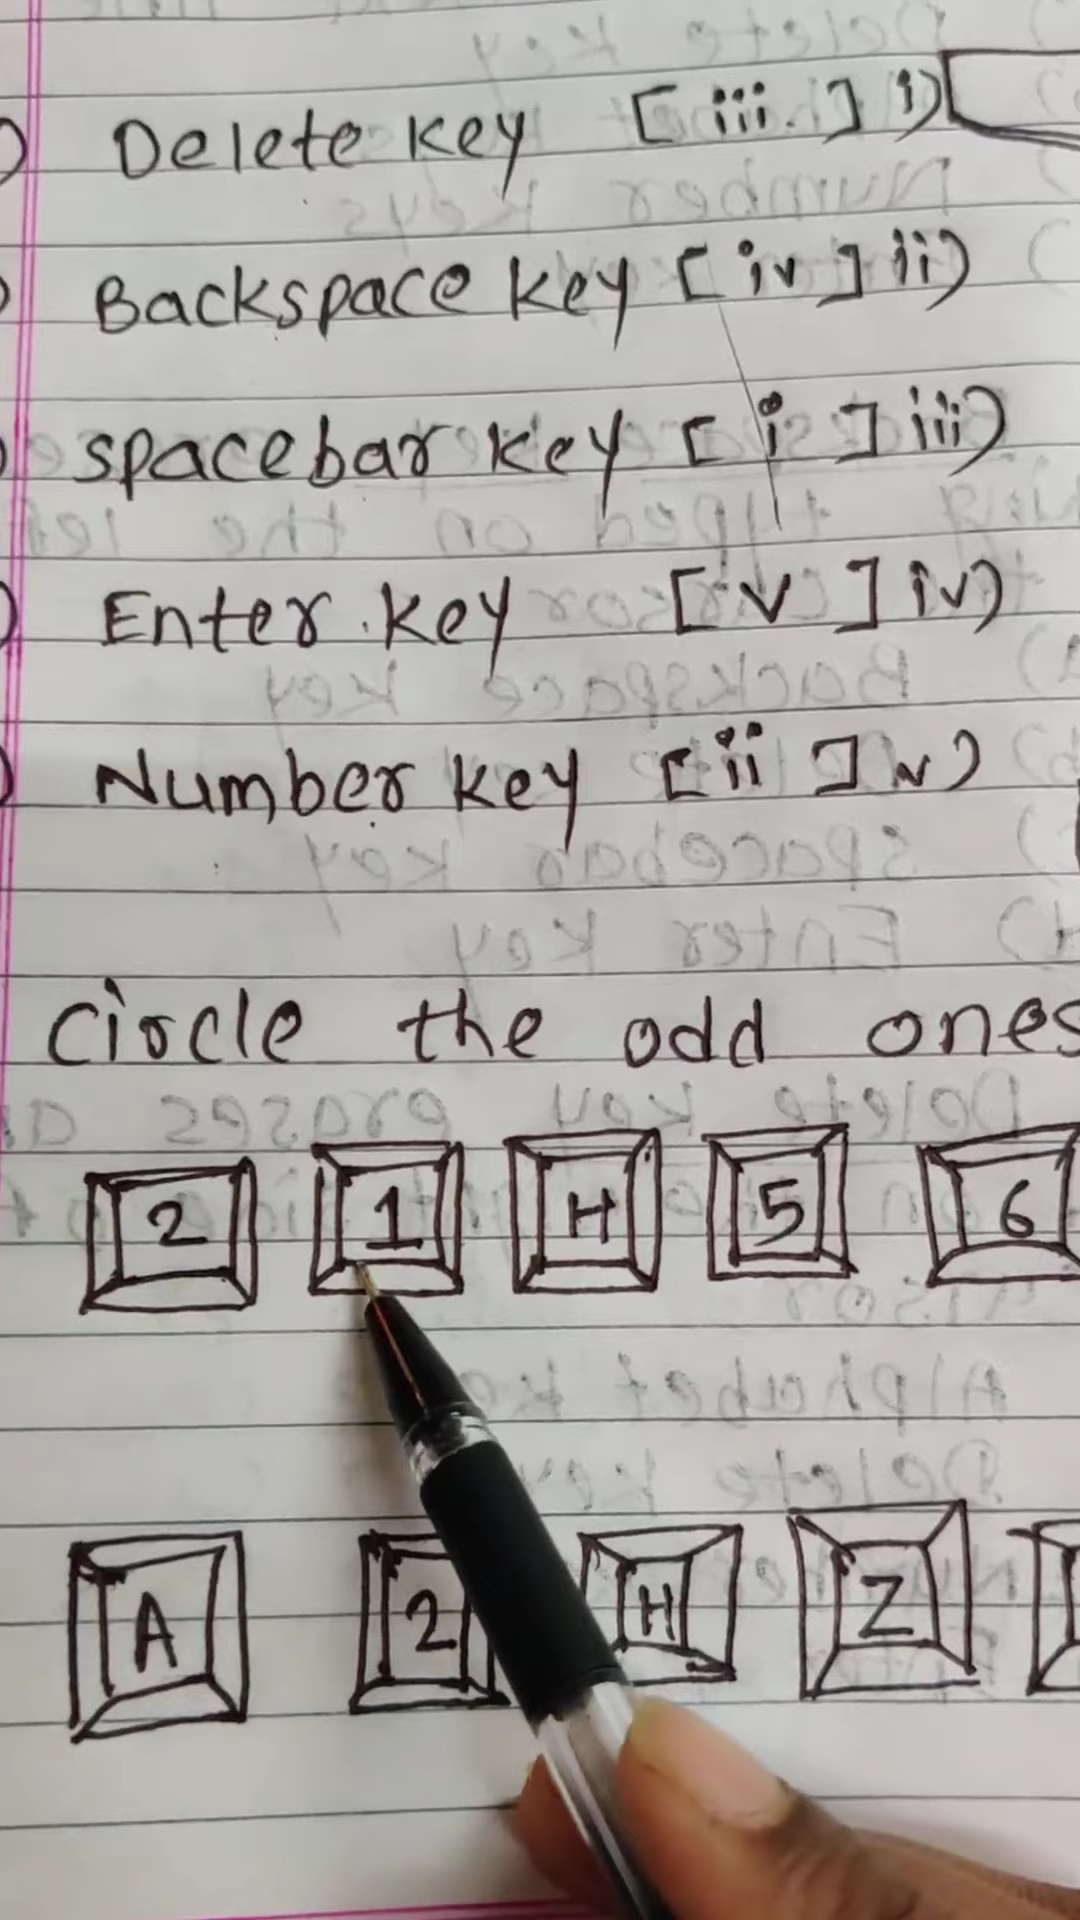 Delete key [ iii. ] i)
Backspace key [ iv ] ii)
spacebar key [ i ] iii)
Enter key [ v ] iv)
Number key [ ii ] v)
circle the odd ones
2 1 H 5 6
A 2 H Z